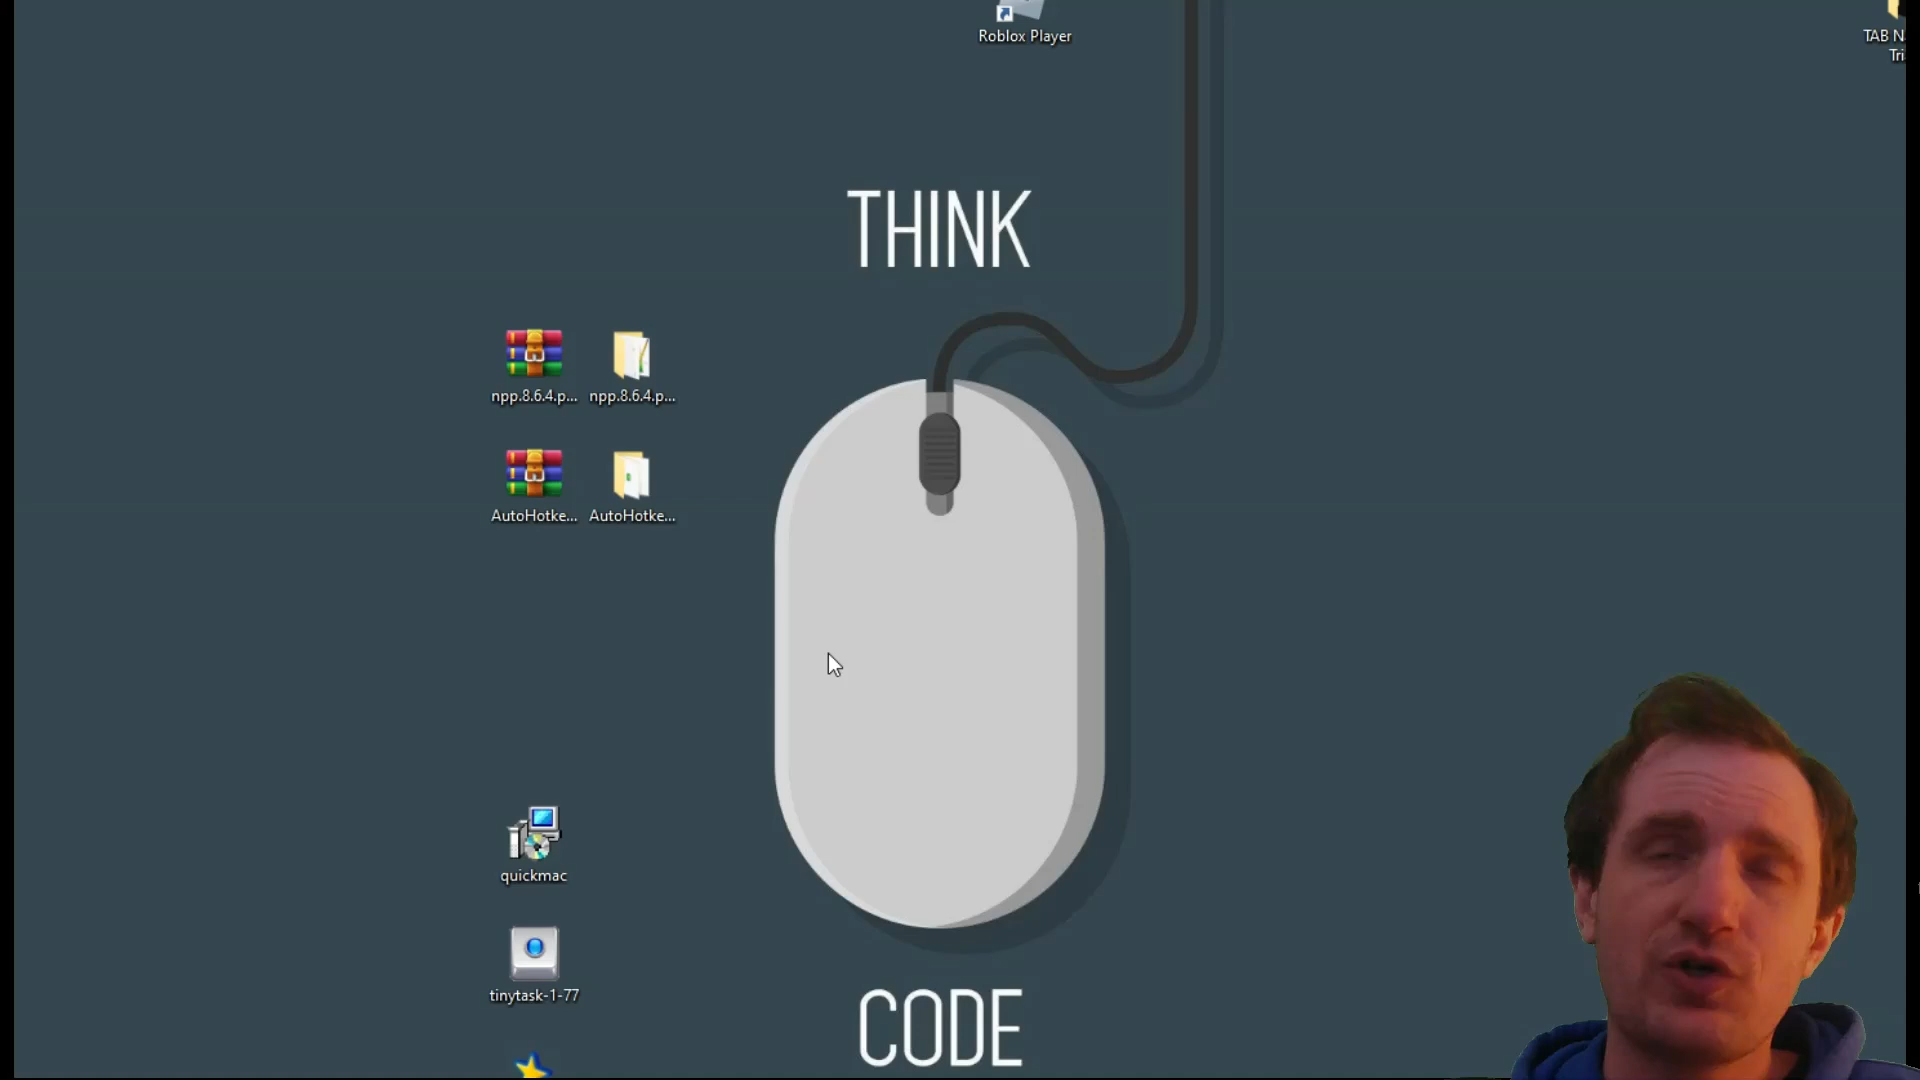 Roblox Player
TAB N
Tri
THINK
npp.8.6.4.p... npp.8.6.4.p...
AutoHotke... AutoHotke...
quickmac
tinytask-1-77
CODE